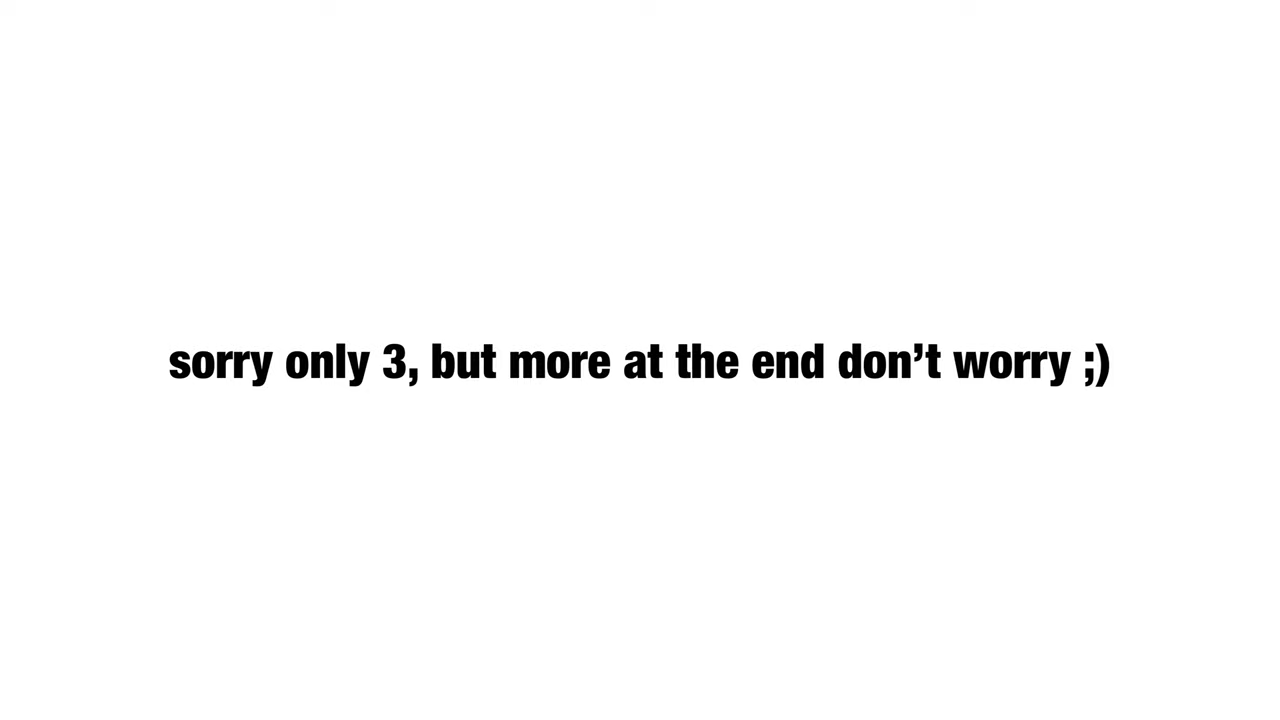 sorry only 3, but more at the end don’t worry ;)